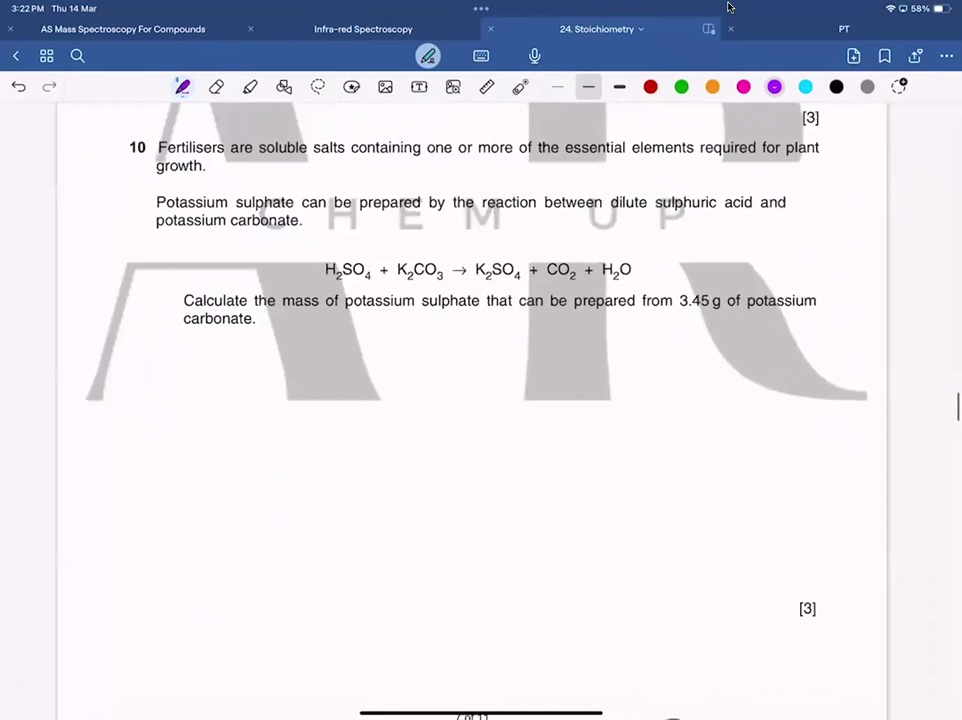 3:22 PM Thu 14 Mar
58%
AS Mass Spectroscopy For Compounds
Infra-red Spectroscopy
24. Stoichiometry
PT
[3]
10 Fertilisers are soluble salts containing one or more of the essential elements required for plant
growth.
Potassium sulphate can be prepared by the reaction between dilute sulphuric acid and
CHEM UP
potassium carbonate.
H₂SO₄ + K₂CO₃ → K₂SO₄ + CO₂ + H₂O
Calculate the mass of potassium sulphate that can be prepared from 3.45 g of potassium
carbonate.
[3]